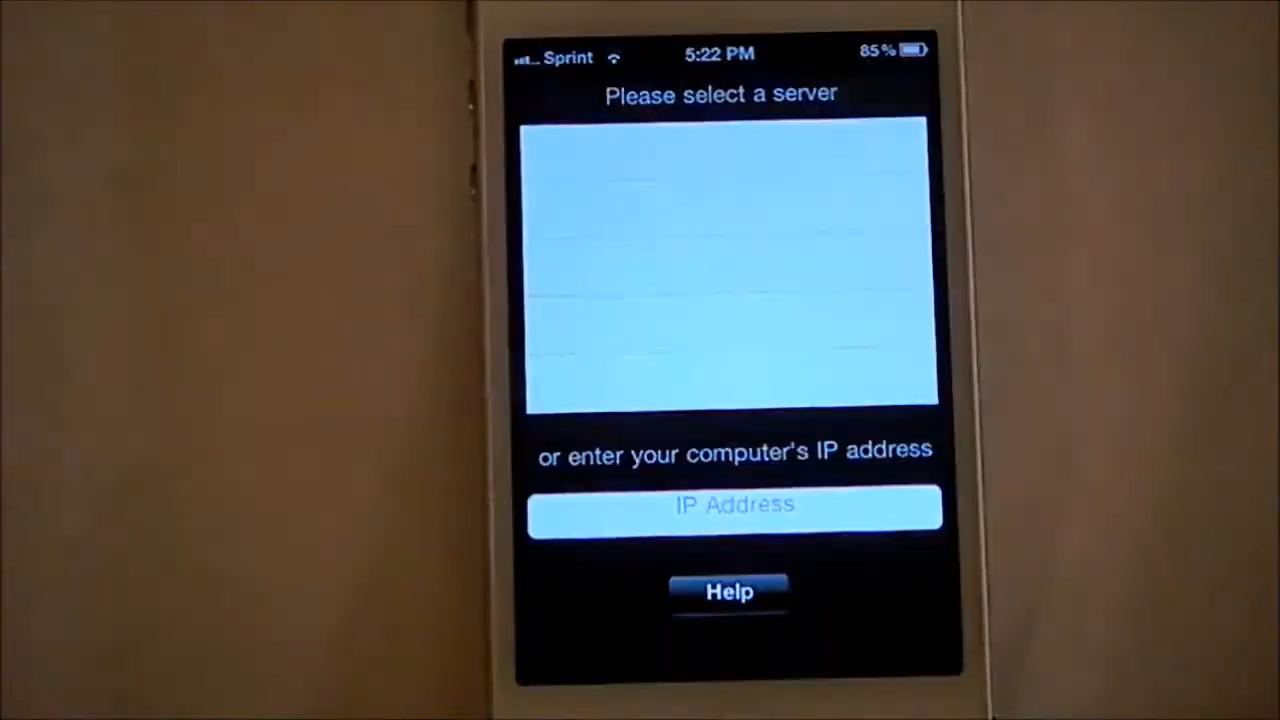 Sprint 5:22 PM 85%
Please select a server
or enter your computer's IP address
IP Address
Help